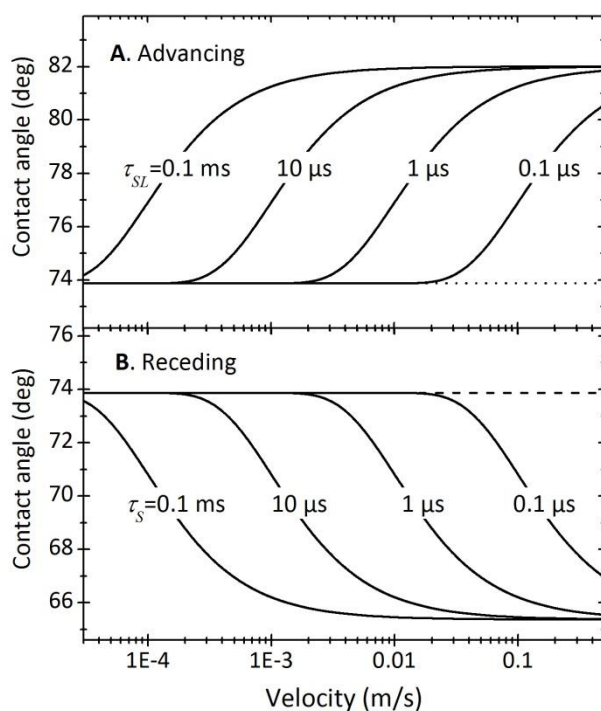 A. Advancing
Contact angle (deg)
82
80
78
76
74
τSL=0.1 ms 10 µs 1 µs 0.1 µs
B. Receding
Contact angle (deg)
76
74
72
70
68
66
τS=0.1 ms 10 µs 1 µs 0.1 µs
1E-4 1E-3 0.01 0.1
Velocity (m/s)